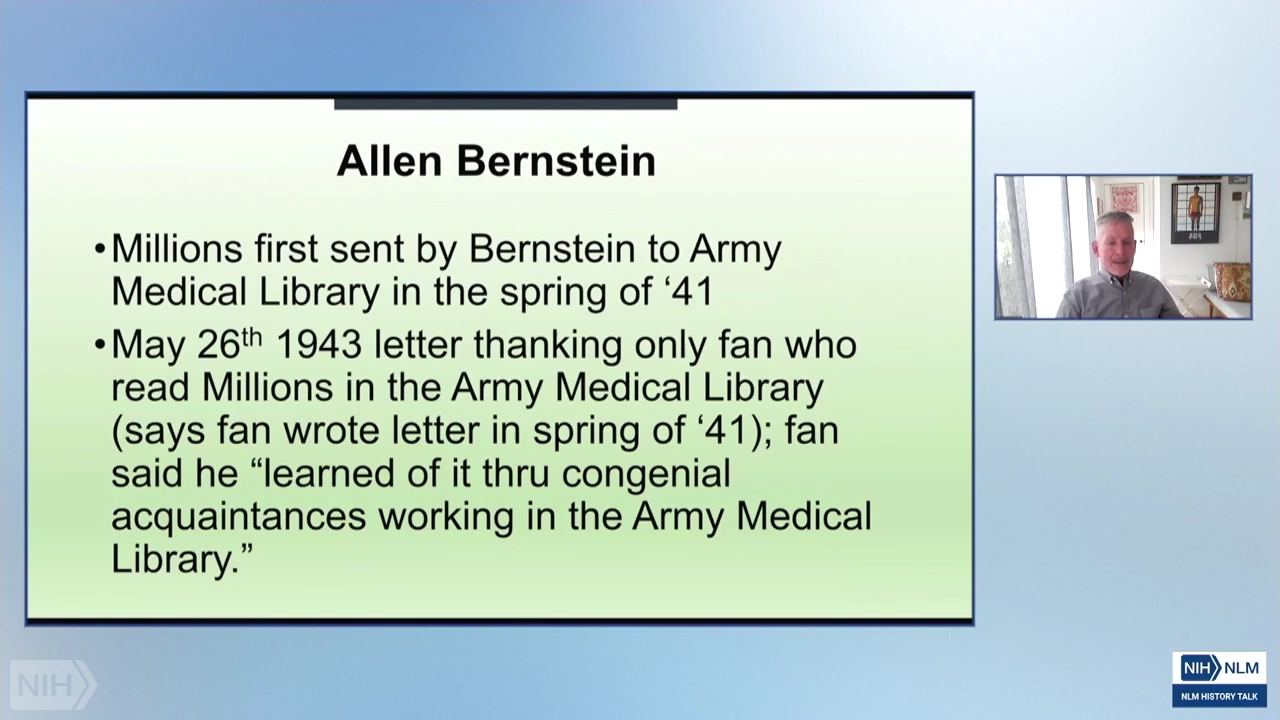 Allen Bernstein
•Millions first sent by Bernstein to Army
Medical Library in the spring of ‘41
•May 26th 1943 letter thanking only fan who
read Millions in the Army Medical Library
(says fan wrote letter in spring of ‘41); fan
said he “learned of it thru congenial
acquaintances working in the Army Medical
Library.”
NIH
NIH NLM
NLM HISTORY TALK